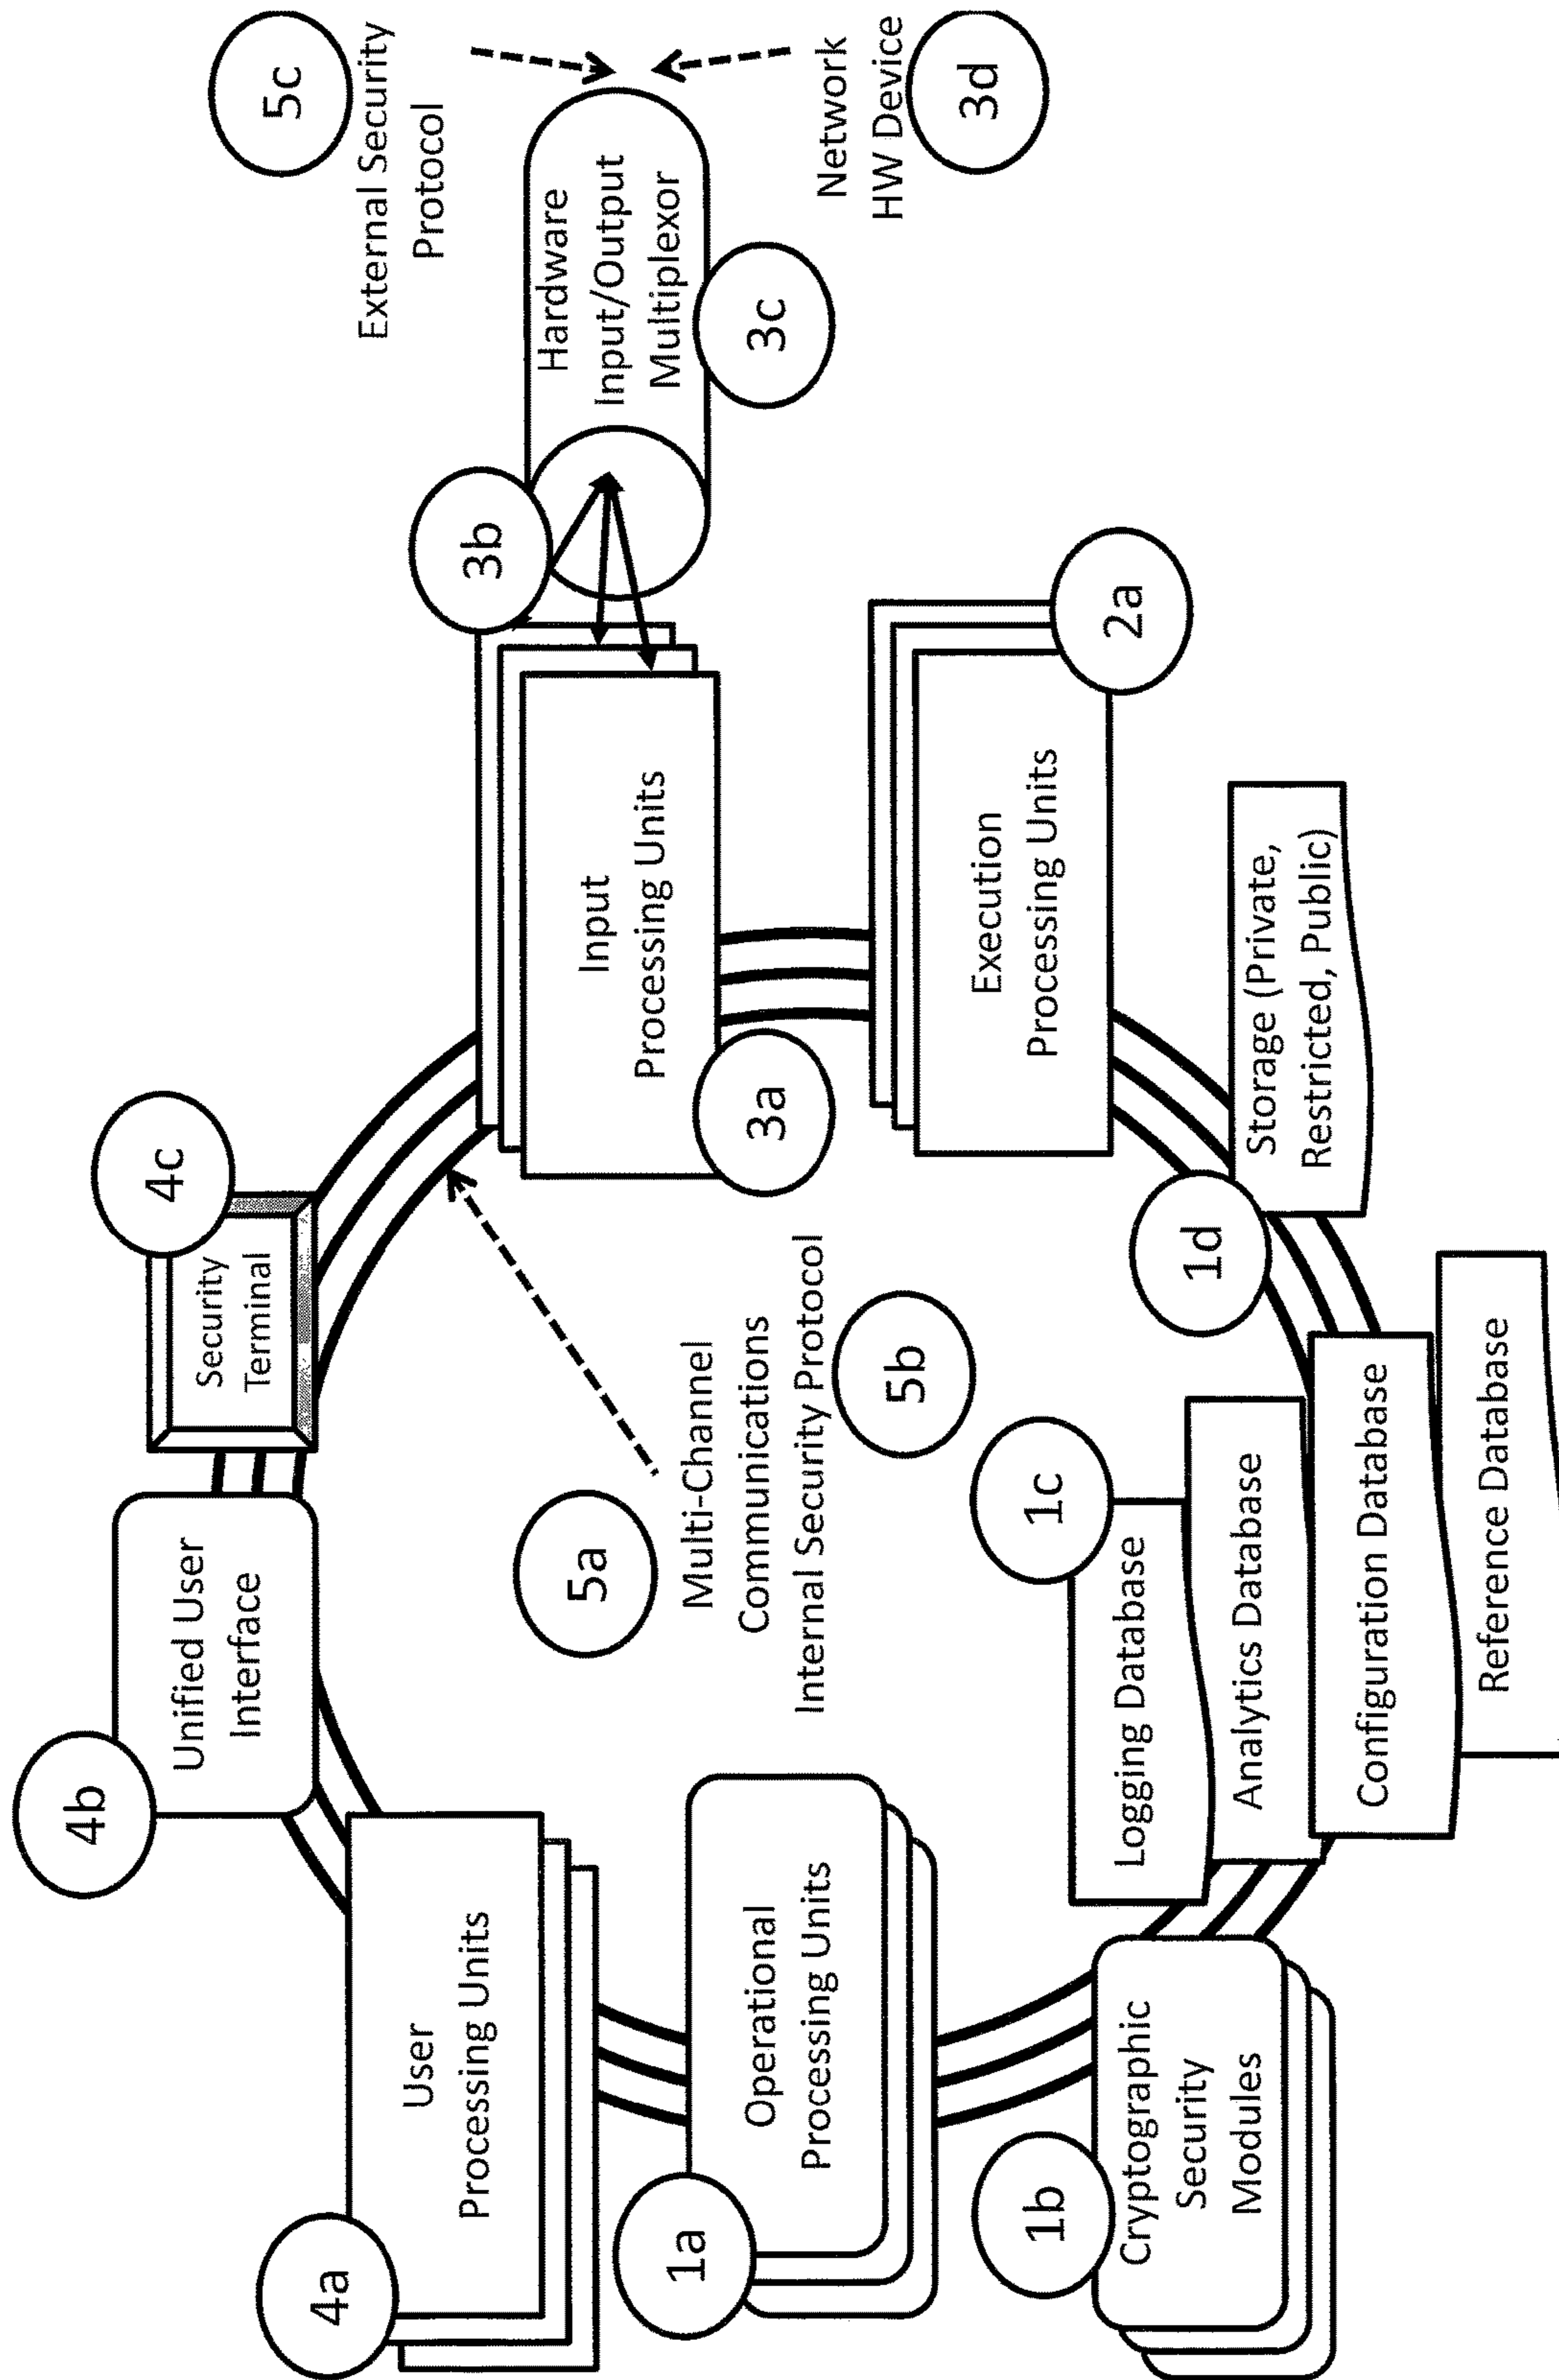 4b
Unified User
Interface
4c
Security
Terminal
5c
External Security
Protocol
4a
User
Processing Units
5a
Multi-Channel
Communications
Internal Security Protocol
5b
3b
Input
Processing Units
3a
Hardware
Input/Output
Multiplexor
3c
Network
HW Device
3d
1a
Operational
Processing Units
Execution
Processing Units
2a
1b
Cryptographic
Security
Modules
1c
Logging Database
Analytics Database
Configuration Database
Reference Database
1d
Storage (Private,
Restricted, Public)